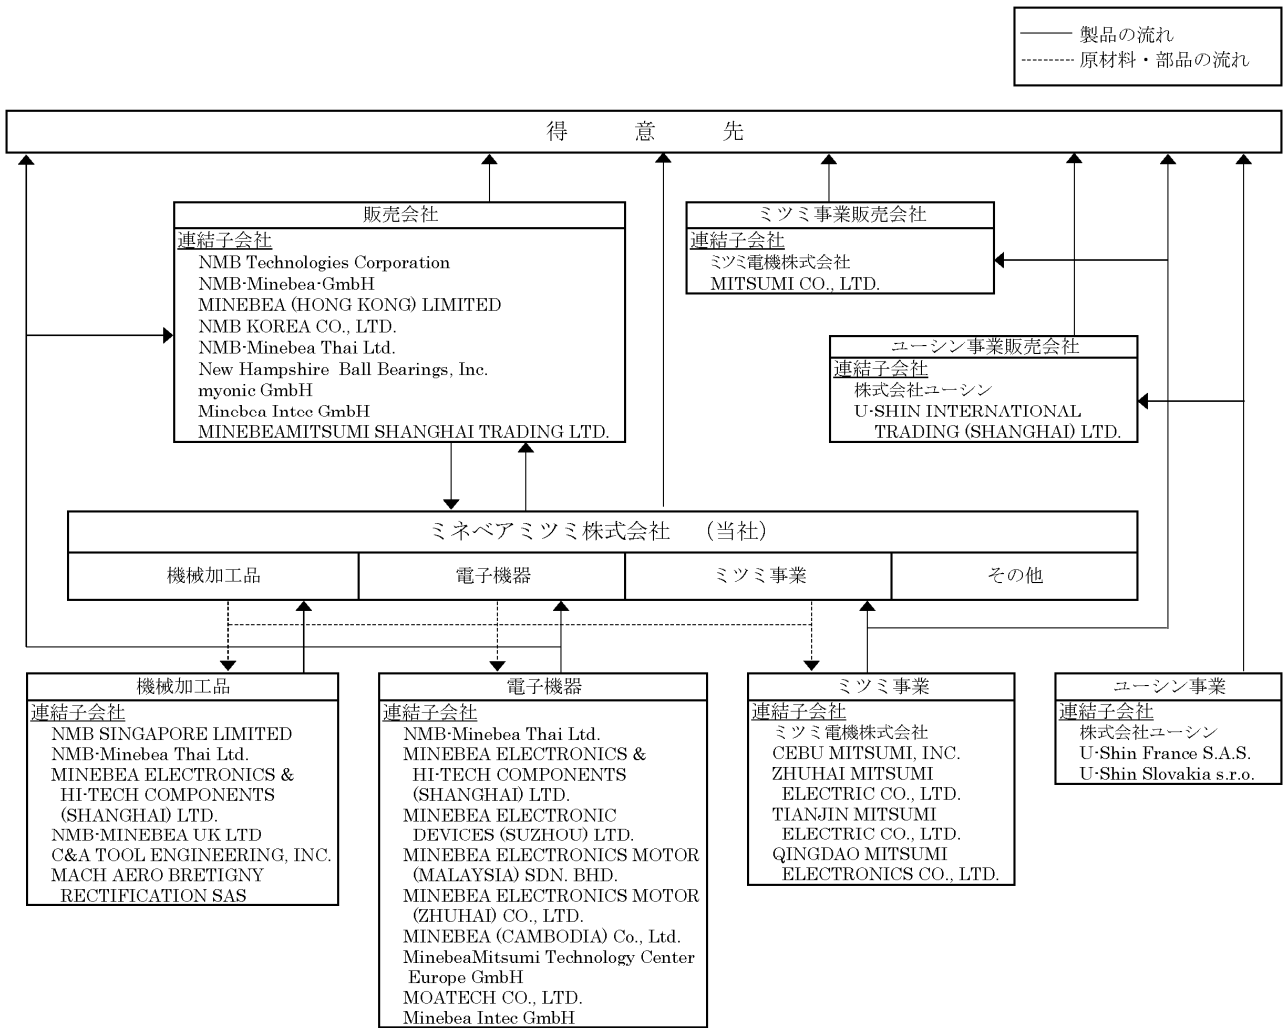 製品の流れ
原材料・部品の流れ
得意先
販売会社
連結子会社
NMB Technologies Corporation
NMB-Minebea-GmbH
MINEBEA (HONG KONG) LIMITED
NMB KOREA CO., LTD.
NMB-Minebea Thai Ltd.
New Hampshire Ball Bearings, Inc.
myonic GmbH
Minebea Intec GmbH
MINEBEAMITSUMI SHANGHAI TRADING LTD.
ミツミ事業販売会社
連結子会社
ミツミ電機株式会社
MITSUMI CO., LTD.
ユーシン事業販売会社
連結子会社
株式会社ユーシン
U-SHIN INTERNATIONAL
TRADING (SHANGHAI) LTD.
ミネベアミツミ株式会社 (当社)
機械加工品
電子機器
ミツミ事業
その他
機械加工品
連結子会社
NMB SINGAPORE LIMITED
NMB-Minebea Thai Ltd.
MINEBEA ELECTRONICS &
HI-TECH COMPONENTS
(SHANGHAI) LTD.
NMB-MINEBEA UK LTD
C&A TOOL ENGINEERING, INC.
MACH AERO BRETIGNY
RECTIFICATION SAS
電子機器
連結子会社
NMB-Minebea Thai Ltd.
MINEBEA ELECTRONICS &
HI-TECH COMPONENTS
(SHANGHAI) LTD.
MINEBEA ELECTRONIC
DEVICES (SUZHOU) LTD.
MINEBEA ELECTRONICS MOTOR
(MALAYSIA) SDN. BHD.
MINEBEA ELECTRONICS MOTOR
(ZHUHAI) CO., LTD.
MINEBEA (CAMBODIA) Co., Ltd.
MinebeaMitsumi Technology Center
Europe GmbH
MOATECH CO., LTD.
Minebea Intec GmbH
ミツミ事業
連結子会社
ミツミ電機株式会社
CEBU MITSUMI, INC.
ZHUHAI MITSUMI
ELECTRIC CO., LTD.
TIANJIN MITSUMI
ELECTRIC CO., LTD.
QINGDAO MITSUMI
ELECTRONICS CO., LTD.
ユーシン事業
連結子会社
株式会社ユーシン
U-Shin France S.A.S.
U-Shin Slovakia s.r.o.